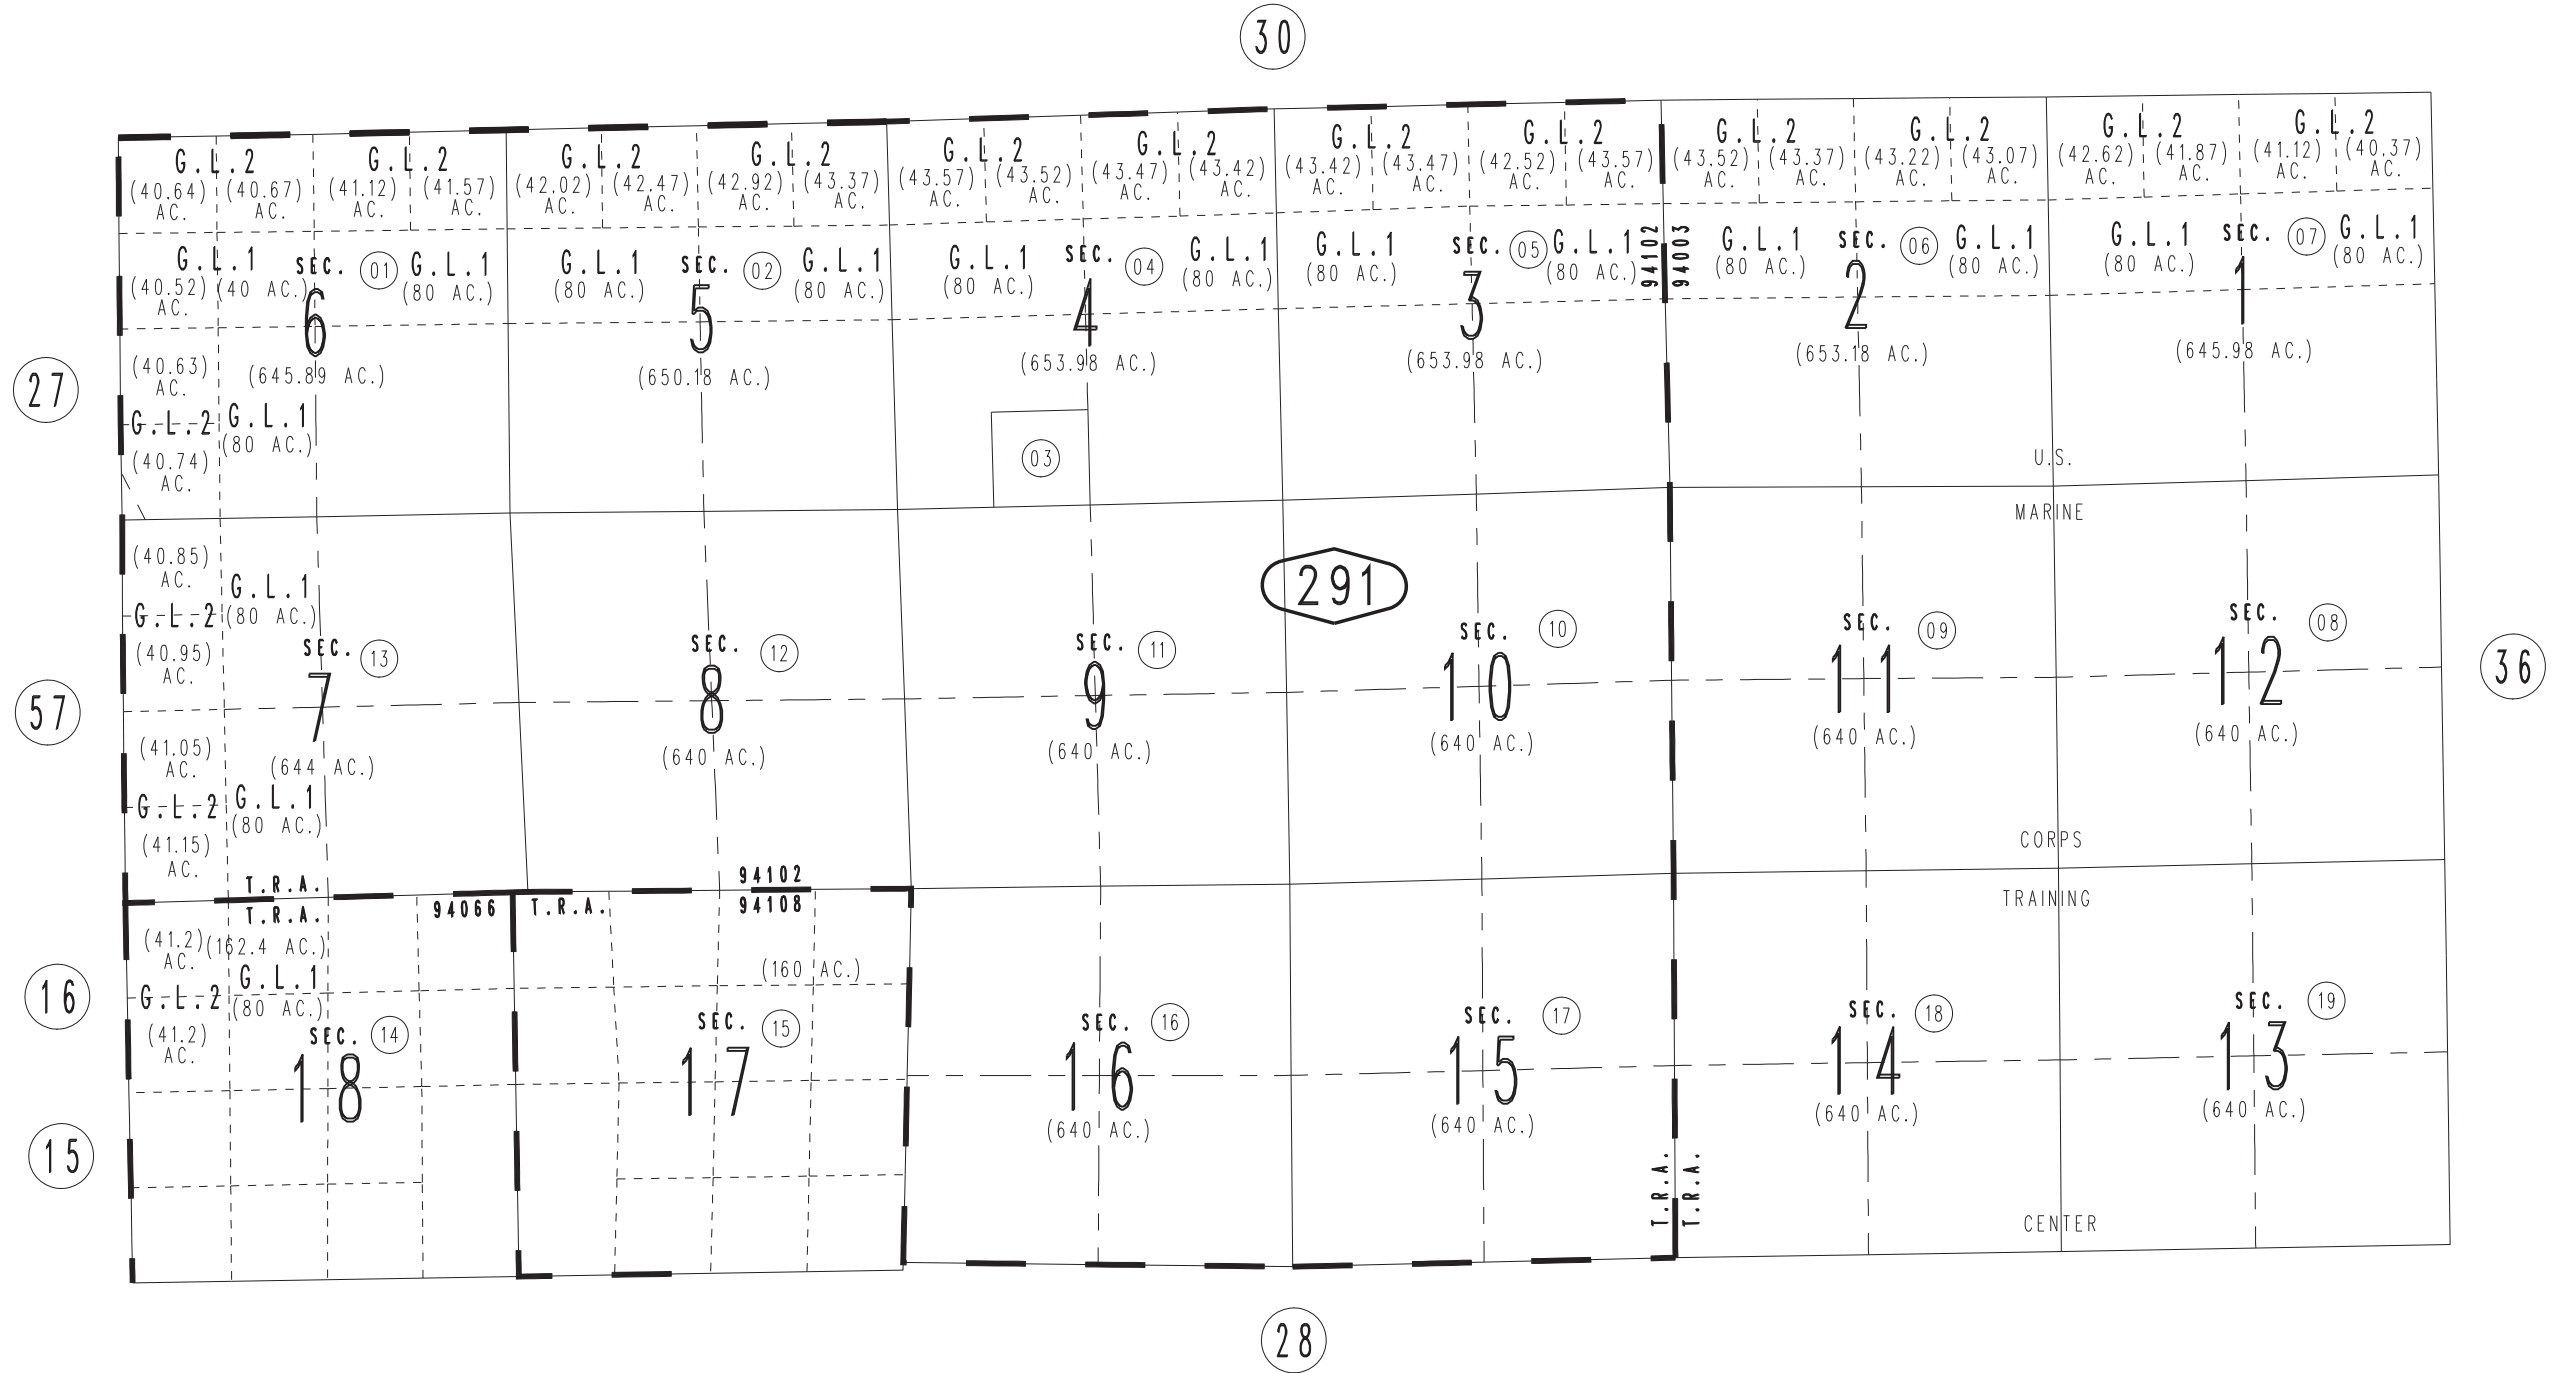 30
G.L.2 G.L.2 G.L.2 G.L.2 G.L.2 G.L.2 G.L.2 G.L.2 G.L.2 G.L.2 G.L.2 G.L.2
(40.64) AC. (40.67) AC. (41.12) AC. (41.57) AC. (42.02) AC. (42.47) AC. (42.92) AC. (43.37) AC. (43.57) AC. (43.52) AC. (43.47) AC. (43.42) AC. (43.42) AC. (43.47) AC. (42.52) AC. (43.57) AC. (43.52) AC. (43.37) AC. (43.22) AC. (43.07) AC. (42.62) AC. (41.87) AC. (41.12) AC. (40.37) AC.
G.L.1 SEC. 01 G.L.1 G.L.1 SEC. 02 G.L.1 G.L.1 SEC. 04 G.L.1 G.L.1 SEC. 05 G.L.1 94102 94003 G.L.1 SEC. 06 G.L.1 G.L.1 SEC. 07 G.L.1
(40.52) AC. (40 AC.) (80 AC.) (80 AC.) (80 AC.) (80 AC.) (80 AC.) (80 AC.) (80 AC.) (80 AC.) (80 AC.) (80 AC.) (80 AC.)
6 5 4 3 2 1
(40.63) AC. (645.89 AC.) (650.18 AC.) (653.98 AC.) (653.98 AC.) (653.18 AC.) (645.98 AC.)
27
G.L.2 G.L.1
(80 AC.)
(40.74) AC. 03 U.S.
MARINE
(40.85) AC.
291
G.L.2 G.L.1
(80 AC.)
(40.95) AC. SEC. 13 SEC. 12 SEC. 11 SEC. 10 SEC. 09 SEC. 08
57 7 8 9 10 11 12 36
(41.05) AC. (644 AC.) (640 AC.) (640 AC.) (640 AC.) (640 AC.) (640 AC.)
G.L.2 G.L.1
(80 AC.)
(41.15) AC. CORPS
T.R.A. 94102
T.R.A. 94066 T.R.A. 94108 TRAINING
(41.2) AC. (162.4 AC.) (160 AC.)
16 G.L.2 G.L.1
(80 AC.)
(41.2) AC. SEC. 14 SEC. 15 SEC. 16 SEC. 17 SEC. 18 SEC. 19
18 17 16 15 14 13
(640 AC.) (640 AC.) (640 AC.) (640 AC.)
15 T.R.A. T.R.A.
CENTER
28